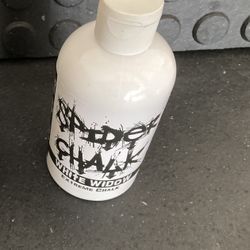 SPIDER
CHALK
WHITE WIDOW
EXTREME CHALK